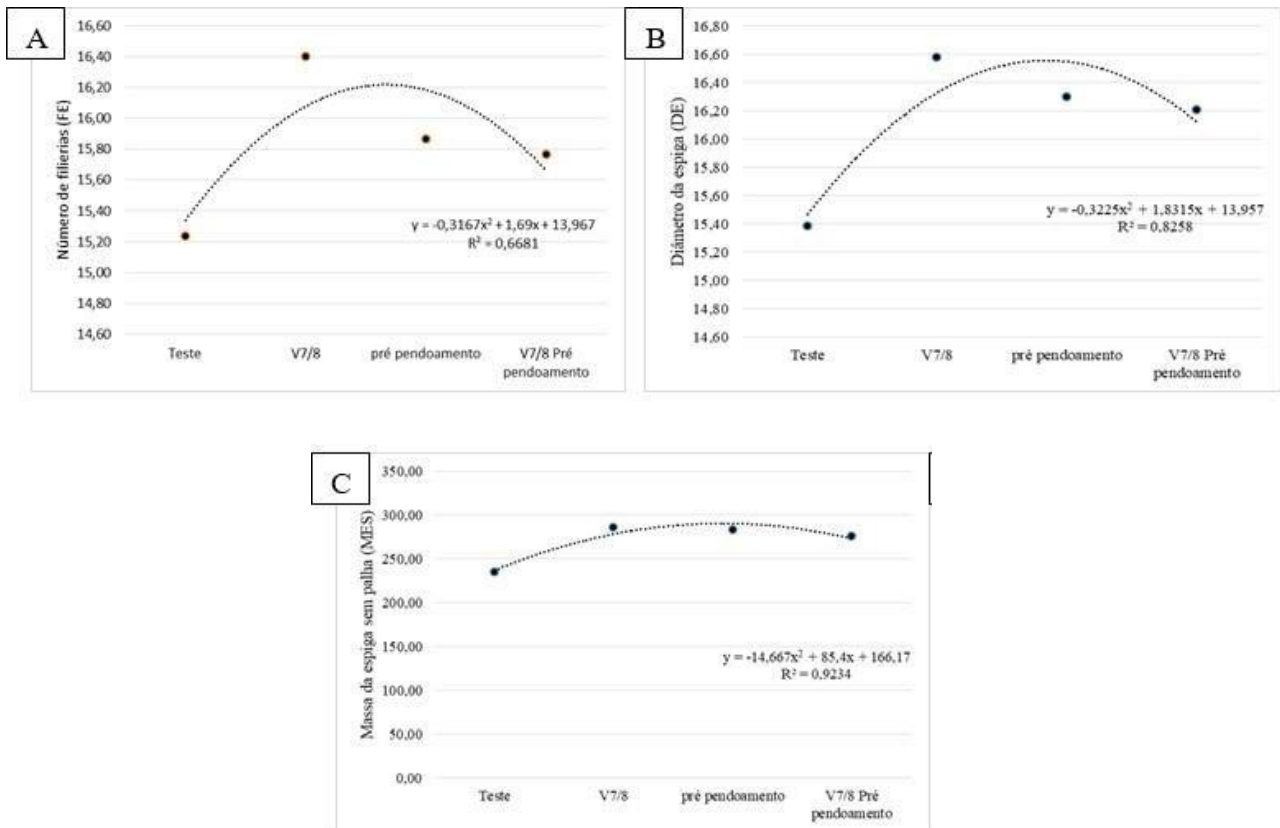 A
Número de filierias (FE)
16,60
16,40
16,20
16,00
15,80
15,60
15,40
15,20
15,00
14,80
14,60
y = -0,3167x² + 1,69x + 13,967
R² = 0,6681
Teste
V7/8
pré pendoamento
V7/8 Pré
pendoamento
B
Diâmetro da espiga (DE)
16,80
16,60
16,40
16,20
16,00
15,80
15,60
15,40
15,20
15,00
14,80
14,60
y = -0,3225x² + 1,8315x + 13,957
R² = 0,8258
Teste
V7/8
pré pendoamento
V7/8 Pré
pendoamento
C
Massa da espiga sem palha (MES)
350,00
300,00
250,00
200,00
150,00
100,00
50,00
0,00
y = -14,667x² + 85,4x + 166,17
R² = 0,9234
Teste
V7/8
pré pendoamento
V7/8 Pré
pendoamento